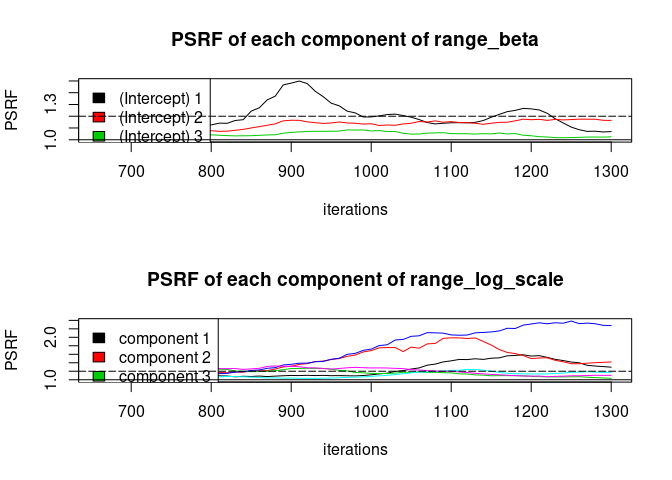 PSRF of each component of range_beta
PSRF
1.0 1.3
(Intercept) 1
(Intercept) 2
(Intercept) 3
700 800 900 1000 1100 1200 1300
iterations
PSRF of each component of range_log_scale
PSRF
1.0 2.0
component 1
component 2
component 3
700 800 900 1000 1100 1200 1300
iterations